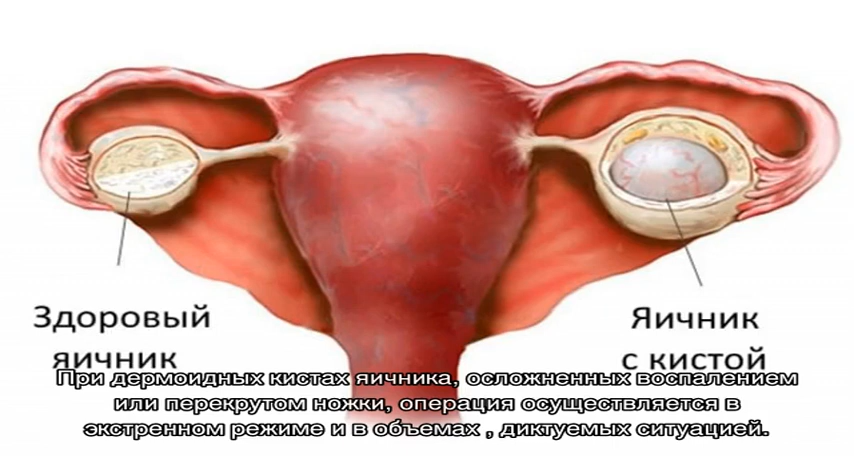 Здоровый
яичник
Яичник
с кистой
При дермоидных кистах яичника, осложненных воспалением
или перекрутом ножки, операция осуществляется в
экстренном режиме и в объемах , диктуемых ситуацией.